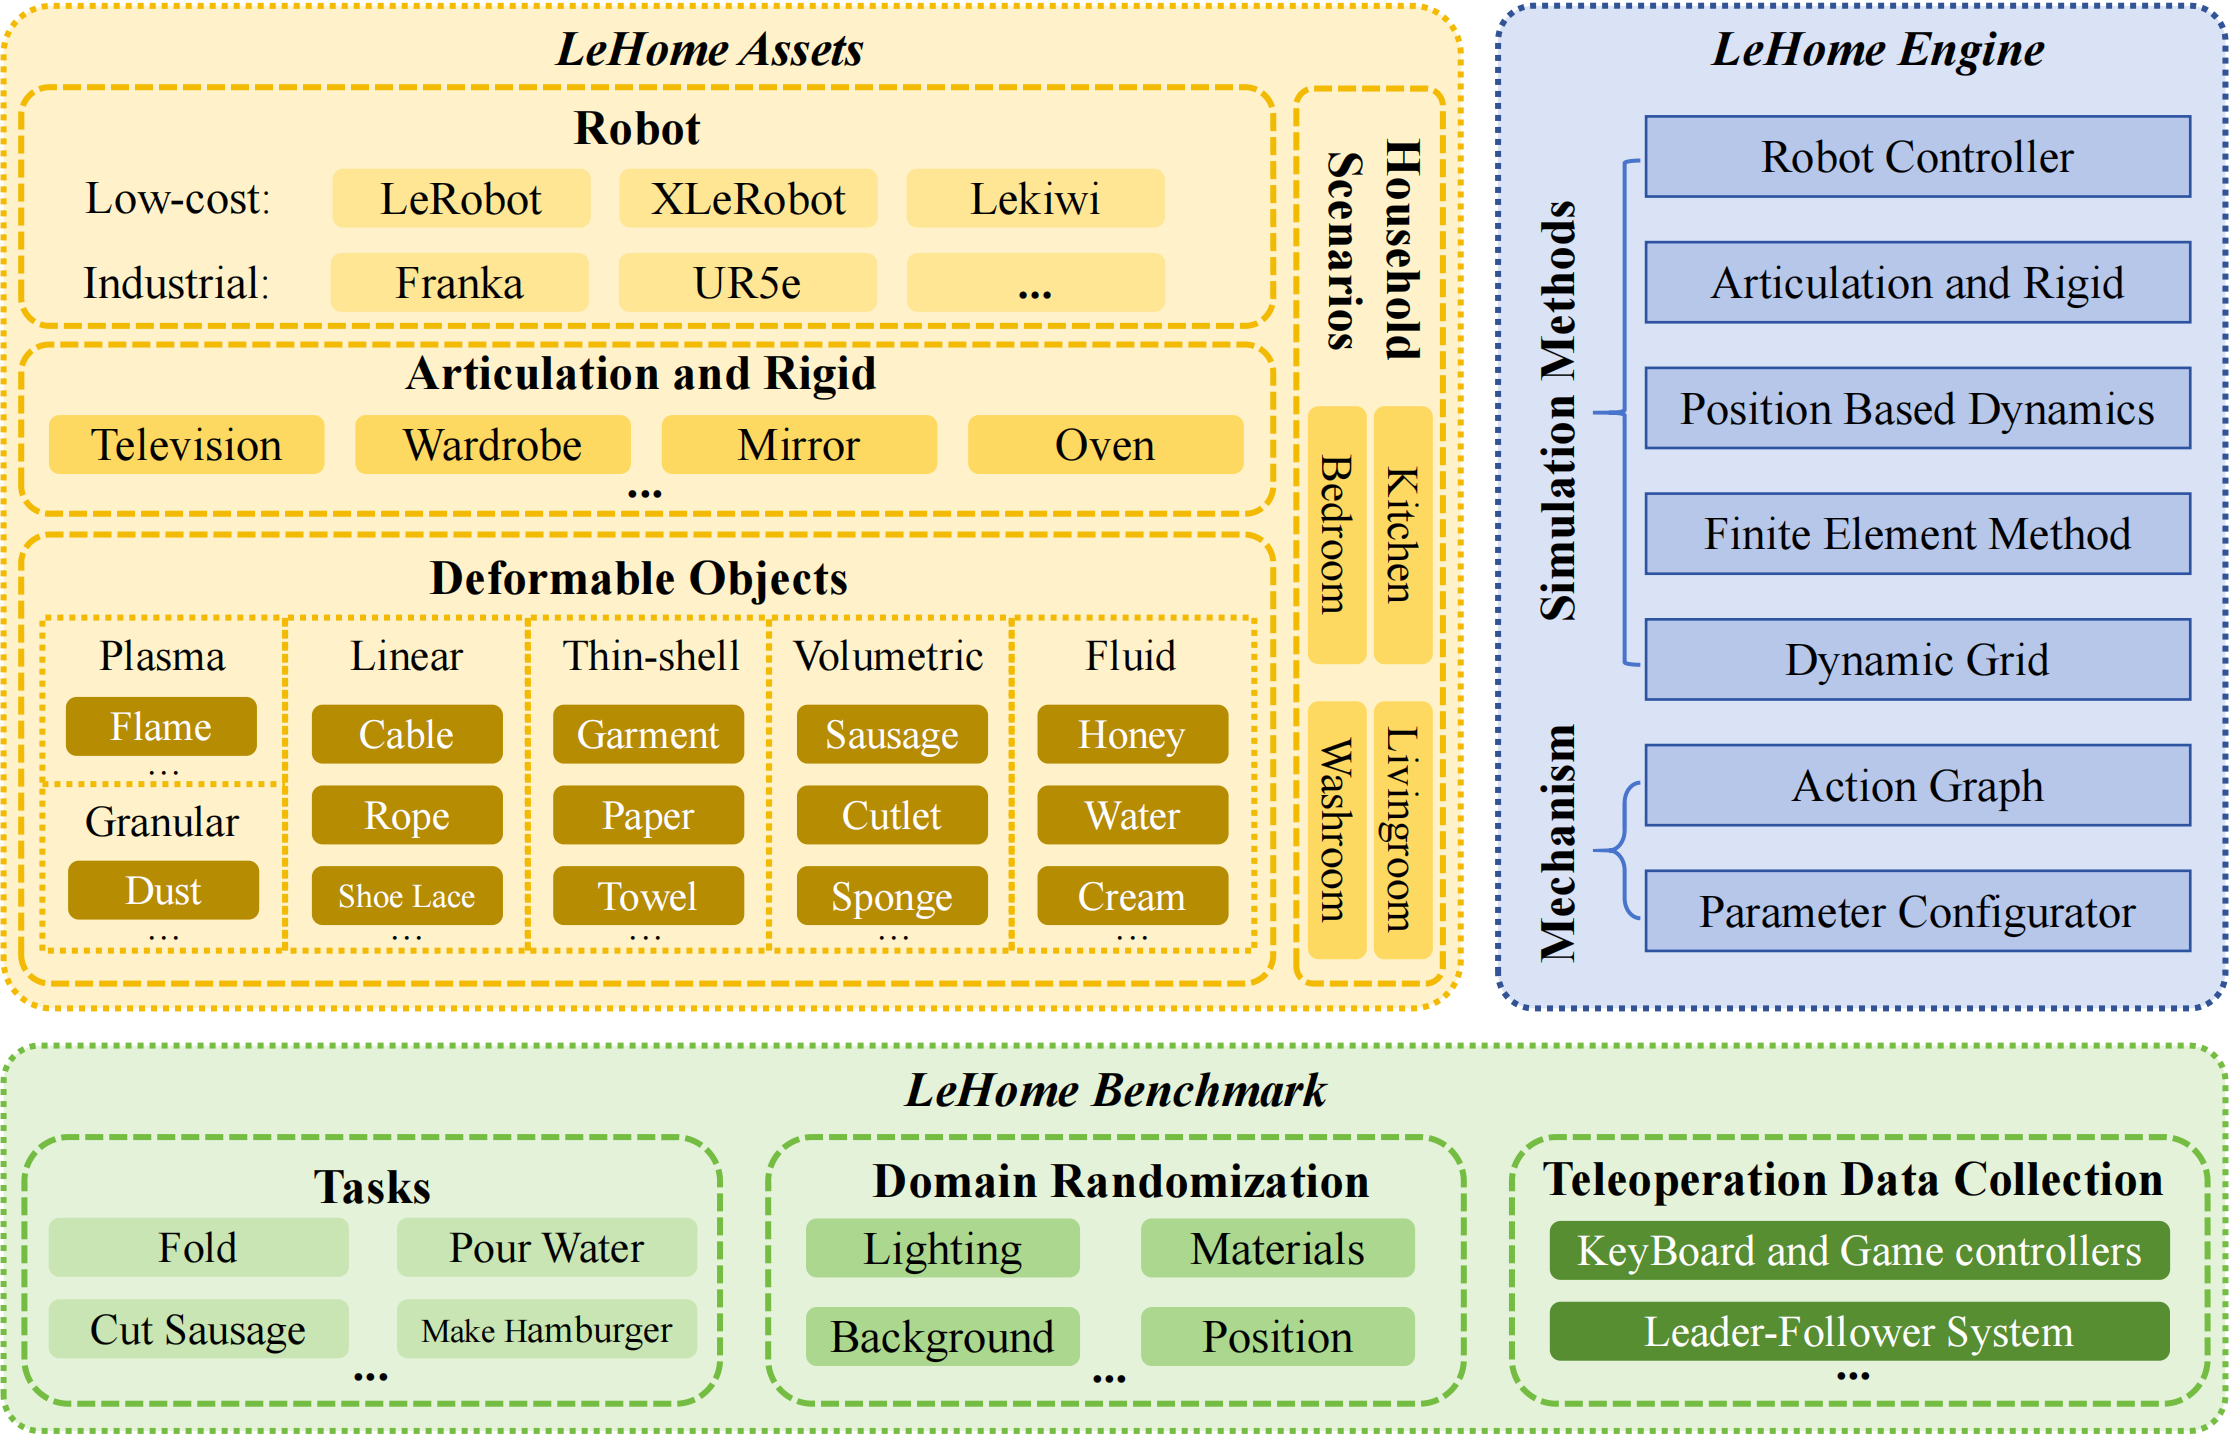 LeHome Assets
Robot
Low-cost: LeRobot XLeRobot Lekiwi
Industrial: Franka UR5e ...
Articulation and Rigid
Television Wardrobe Mirror Oven
...
Deformable Objects
Plasma
Flame
...
Granular
Dust
...
Linear
Cable
Rope
Shoe Lace
...
Thin-shell
Garment
Paper
Towel
...
Volumetric
Sausage
Cutlet
Sponge
...
Fluid
Honey
Water
Cream
...
Household
Scenarios
Kitchen
Bedroom
Livingroom
Washroom
LeHome Engine
Simulation Methods
Robot Controller
Articulation and Rigid
Position Based Dynamics
Finite Element Method
Dynamic Grid
Mechanism
Action Graph
Parameter Configurator
LeHome Benchmark
Tasks
Fold Pour Water
Cut Sausage Make Hamburger
...
Domain Randomization
Lighting Materials
Background Position
...
Teleoperation Data Collection
KeyBoard and Game controllers
Leader-Follower System
...